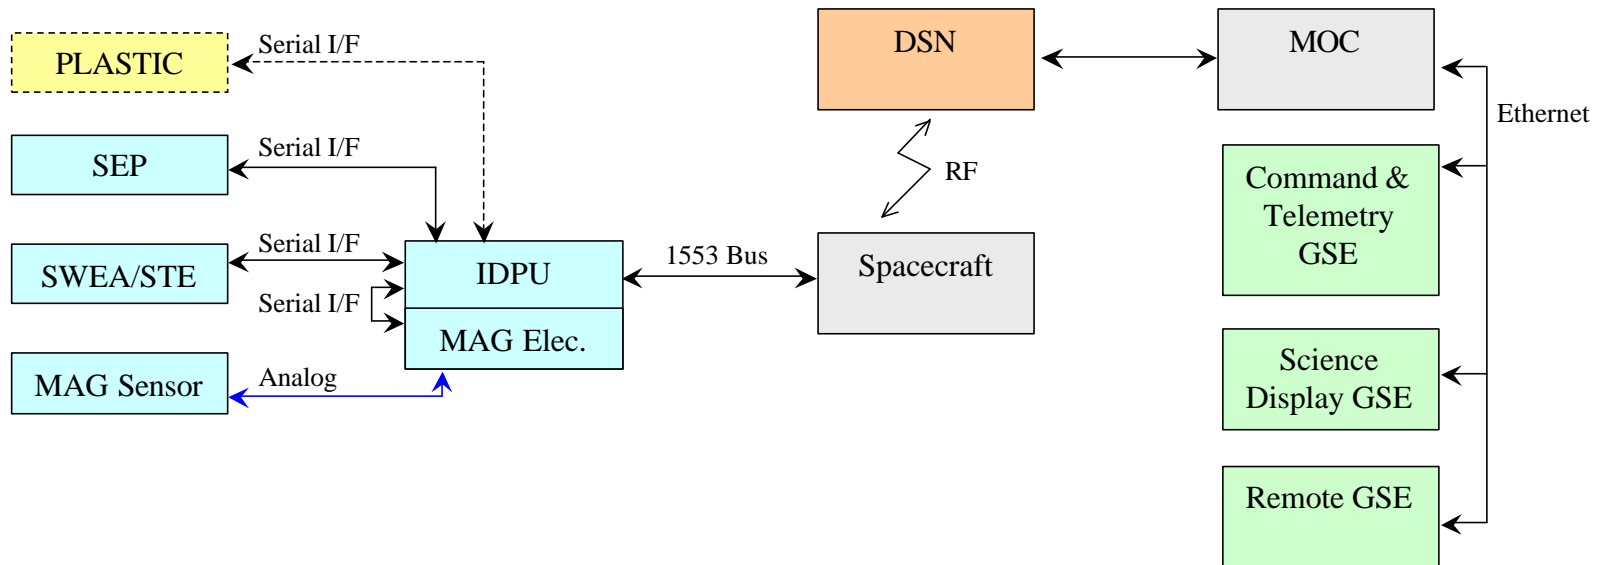 PLASTIC
Serial I/F
DSN
MOC
Ethernet
SEP
Serial I/F
RF
Command &
Telemetry
GSE
SWEA/STE
Serial I/F
Serial I/F
IDPU
MAG Elec.
1553 Bus
Spacecraft
MAG Sensor
Analog
Science
Display GSE
Remote GSE